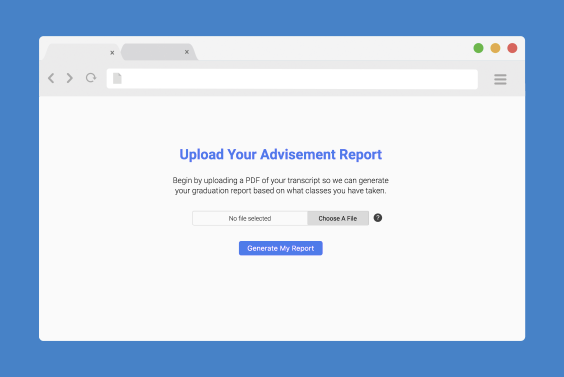 Upload Your Advisement Report
Begin by uploading a PDF of your transcript so we can generate
your graduation report based on what classes you have taken.
No file selected
Choose A File
?
Generate My Report